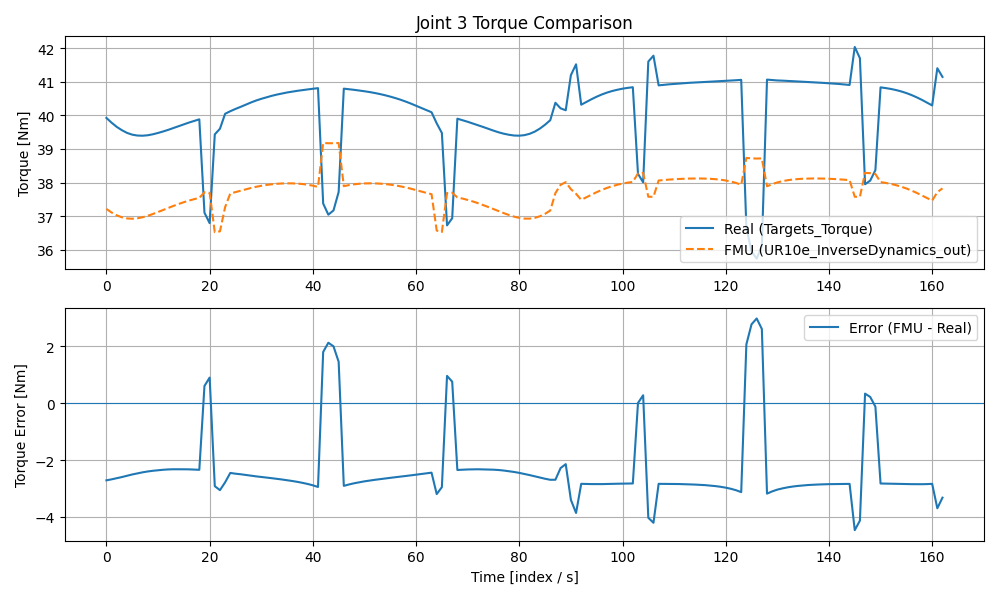 Joint 3 Torque Comparison
Torque [Nm]
42
41
40
39
38
37
36
Real (Targets_Torque)
FMU (UR10e_InverseDynamics_out)
0 20 40 60 80 100 120 140 160
Torque Error [Nm]
2
0
−2
−4
Error (FMU - Real)
0 20 40 60 80 100 120 140 160
Time [index / s]